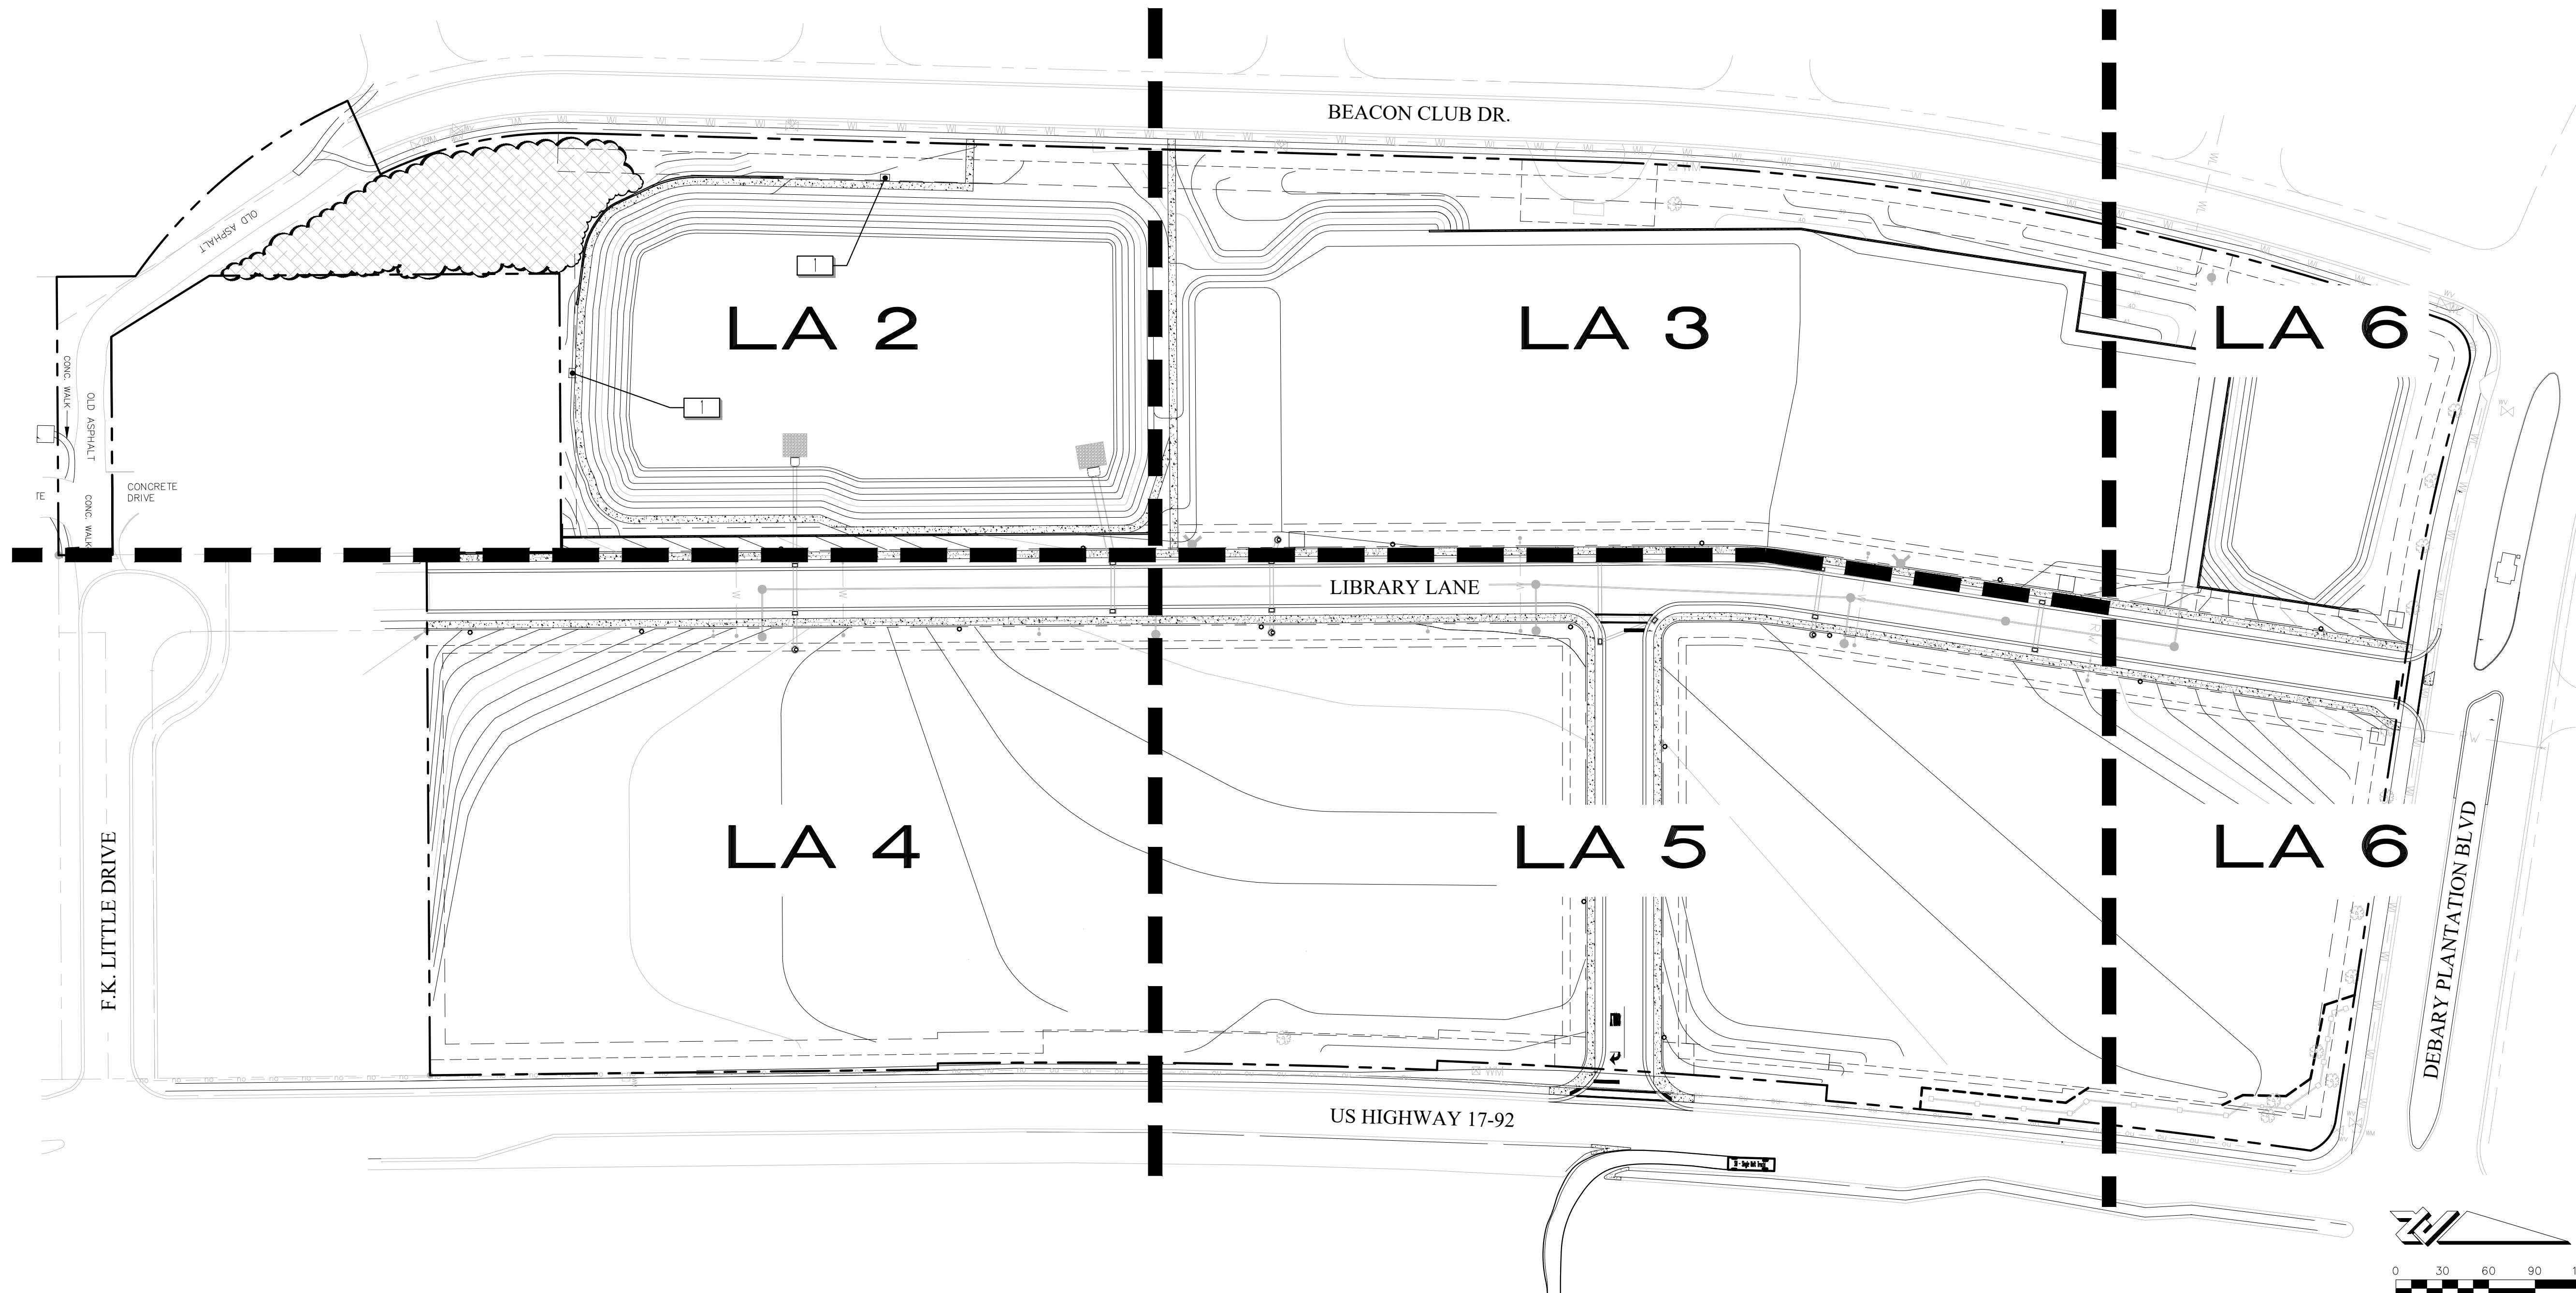 BEACON CLUB DR.
OLD ASPHALT
LA 2
LA 3
LA 6
CONC. WALK
OLD ASPHALT
CONCRETE
DRIVE
TE
CONC. WALK
LIBRARY LANE
LA 4
LA 5
LA 6
F.K. LITTLE DRIVE
DEBARY PLANTATION BLVD
US HIGHWAY 17-92
0 30 60 90